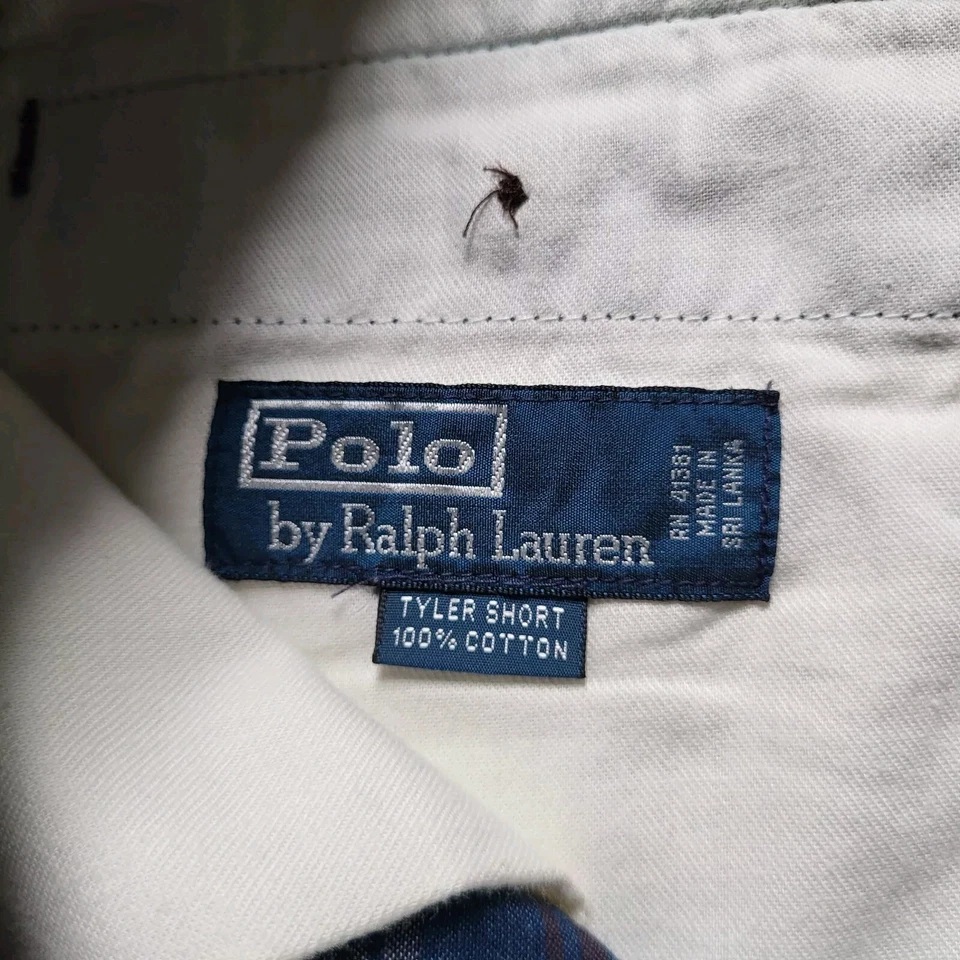 Polo
by Ralph Lauren
RN 41381
MADE IN
SRI LANKA
TYLER SHORT
100% COTTON